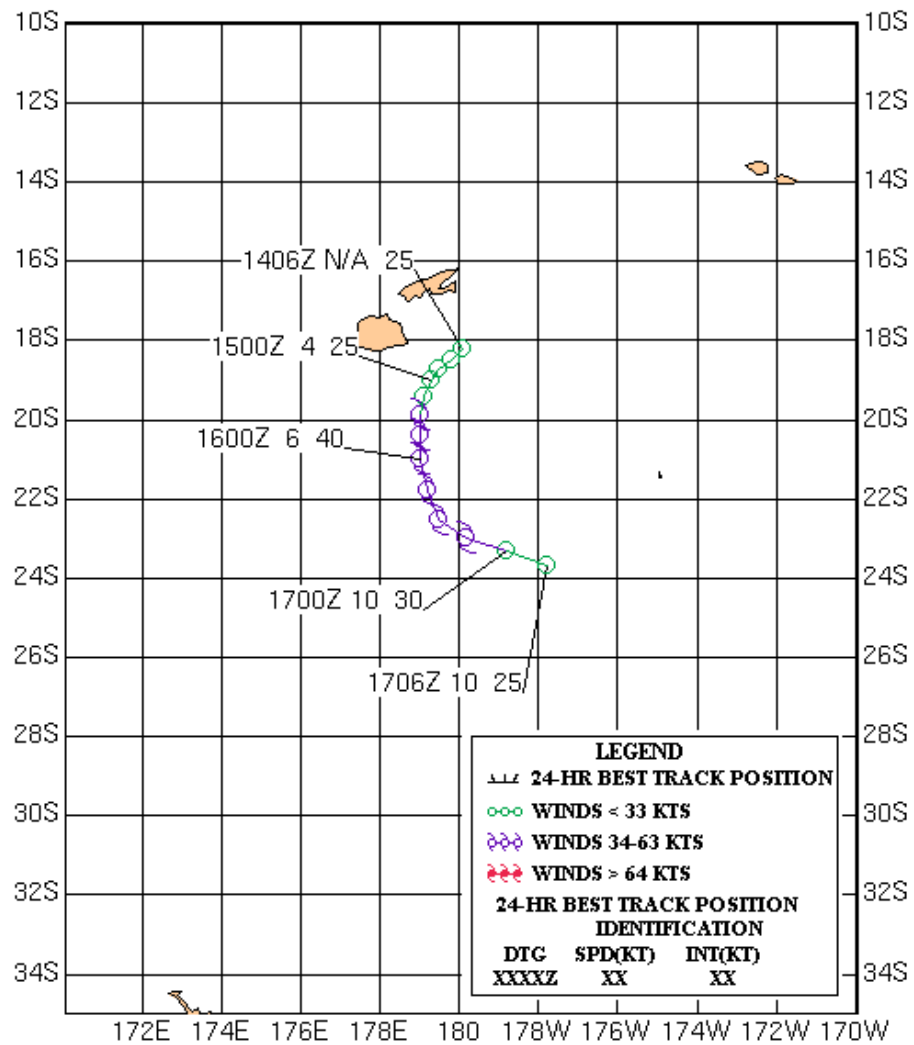 10S 10S
12S 12S
14S 14S
16S 16S
1406Z N/A 25
18S 18S
1500Z 4 25
20S 20S
1600Z 6 40
22S 22S
24S 24S
1700Z 10 30
26S 26S
1706Z 10 25
28S 28S
LEGEND
24-HR BEST TRACK POSITION
30S 30S
WINDS < 33 KTS
WINDS 34-63 KTS
WINDS > 64 KTS
32S 32S
24-HR BEST TRACK POSITION
IDENTIFICATION
DTG SPD(KT) INT(KT)
34S 34S
XXXXZ XX XX
172E 174E 176E 178E 180 178W 176W 174W 172W 170W